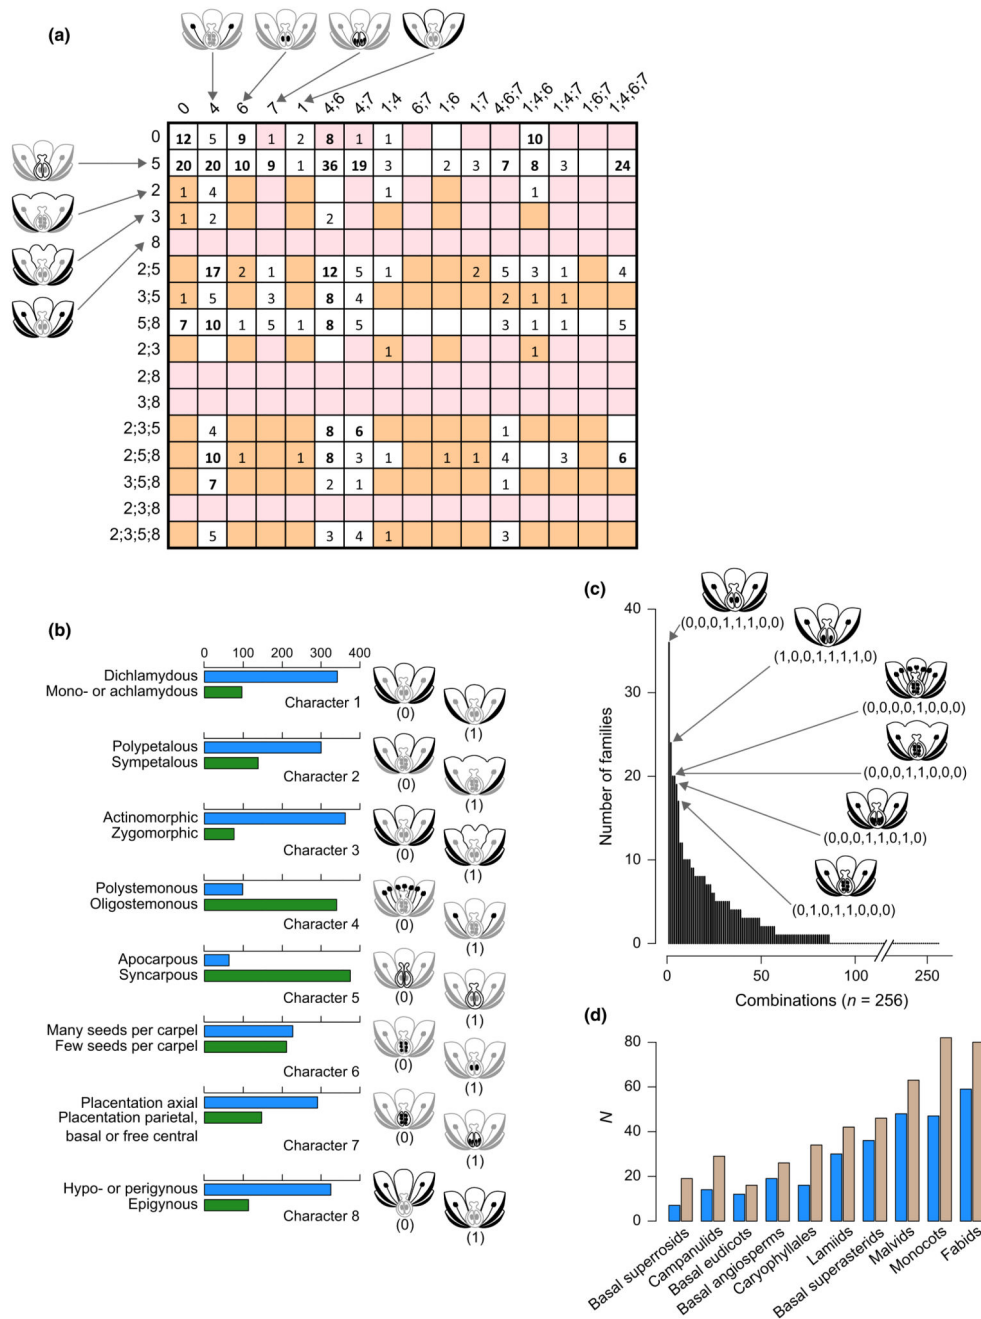 (a)
0 4 6 7 1 4;6 4;7 1;4 6;7 1;6 1;7 4;6;7 1;4;6 1;4;7 1;6;7 1;4;6;7
0 12 5 9 1 2 8 1 1 10
5 20 20 10 9 1 36 19 3 2 3 7 8 3 24
2 1 4 1 1
3 1 2 2
8
2;5 17 2 1 12 5 1 2 5 3 1 4
3;5 1 5 3 8 4 2 1 1
5;8 7 10 1 5 1 8 5 3 1 1 5
2;3 1 1
2;8
3;8
2;3;5 4 8 6 1
2;5;8 10 1 1 8 3 1 1 1 4 3 6
3;5;8 7 2 1 1
2;3;8
2;3;5;8 5 3 4 1 3
(b)
0 100 200 300 400
Dichlamydous
Mono- or achlamydous
Character 1
(0)
(1)
Polypetalous
Sympetalous
Character 2
(0)
(1)
Actinomorphic
Zygomorphic
Character 3
(0)
(1)
Polystemonous
Oligostemonous
Character 4
(0)
(1)
Apocarpous
Syncarpous
Character 5
(0)
(1)
Many seeds per carpel
Few seeds per carpel
Character 6
(0)
(1)
Placentation axial
Placentation parietal,
basal or free central
Character 7
(0)
(1)
Hypo- or perigynous
Epigynous
Character 8
(0)
(1)
(c)
Number of families
40
30
20
10
0
(0,0,0,1,1,1,0,0)
(1,0,0,1,1,1,1,0)
(0,0,0,0,1,0,0,0)
(0,0,0,1,1,0,0,0)
(0,0,0,1,1,0,1,0)
(0,1,0,1,1,0,0,0)
0 50 100 250
Combinations (n = 256)
(d)
N
80
60
40
20
0
Basal superrosids
Campanulids
Basal eudicots
Basal angiosperms
Caryophyllales
Lamiids
Basal superasterids
Malvids
Monocots
Fabids